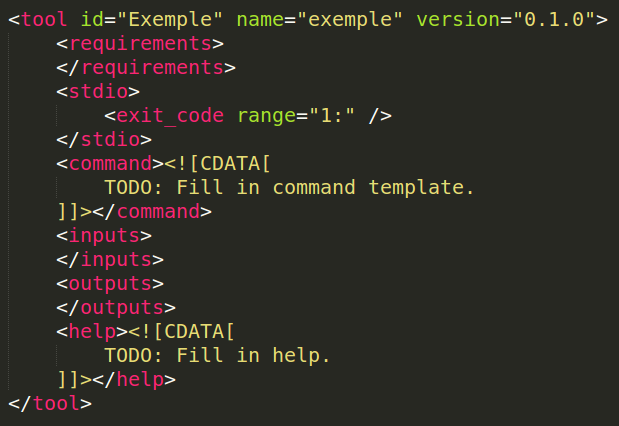 <tool id="Exemple" name="exemple" version="0.1.0">
    <requirements>
    </requirements>
    <stdio>
        <exit_code range="1:" />
    </stdio>
    <command><![CDATA[
        TODO: Fill in command template.
    ]]></command>
    <inputs>
    </inputs>
    <outputs>
    </outputs>
    <help><![CDATA[
        TODO: Fill in help.
    ]]></help>
</tool>